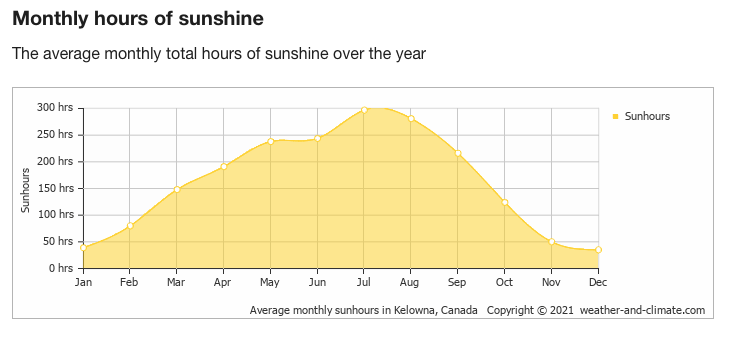 Monthly hours of sunshine
The average monthly total hours of sunshine over the year
300 hrs
250 hrs
200 hrs
150 hrs
100 hrs
50 hrs
0 hrs
Sunhours
Jan Feb Mar Apr May Jun Jul Aug Sep Oct Nov Dec
Sunhours
Average monthly sunhours in Kelowna, Canada Copyright © 2021 weather-and-climate.com